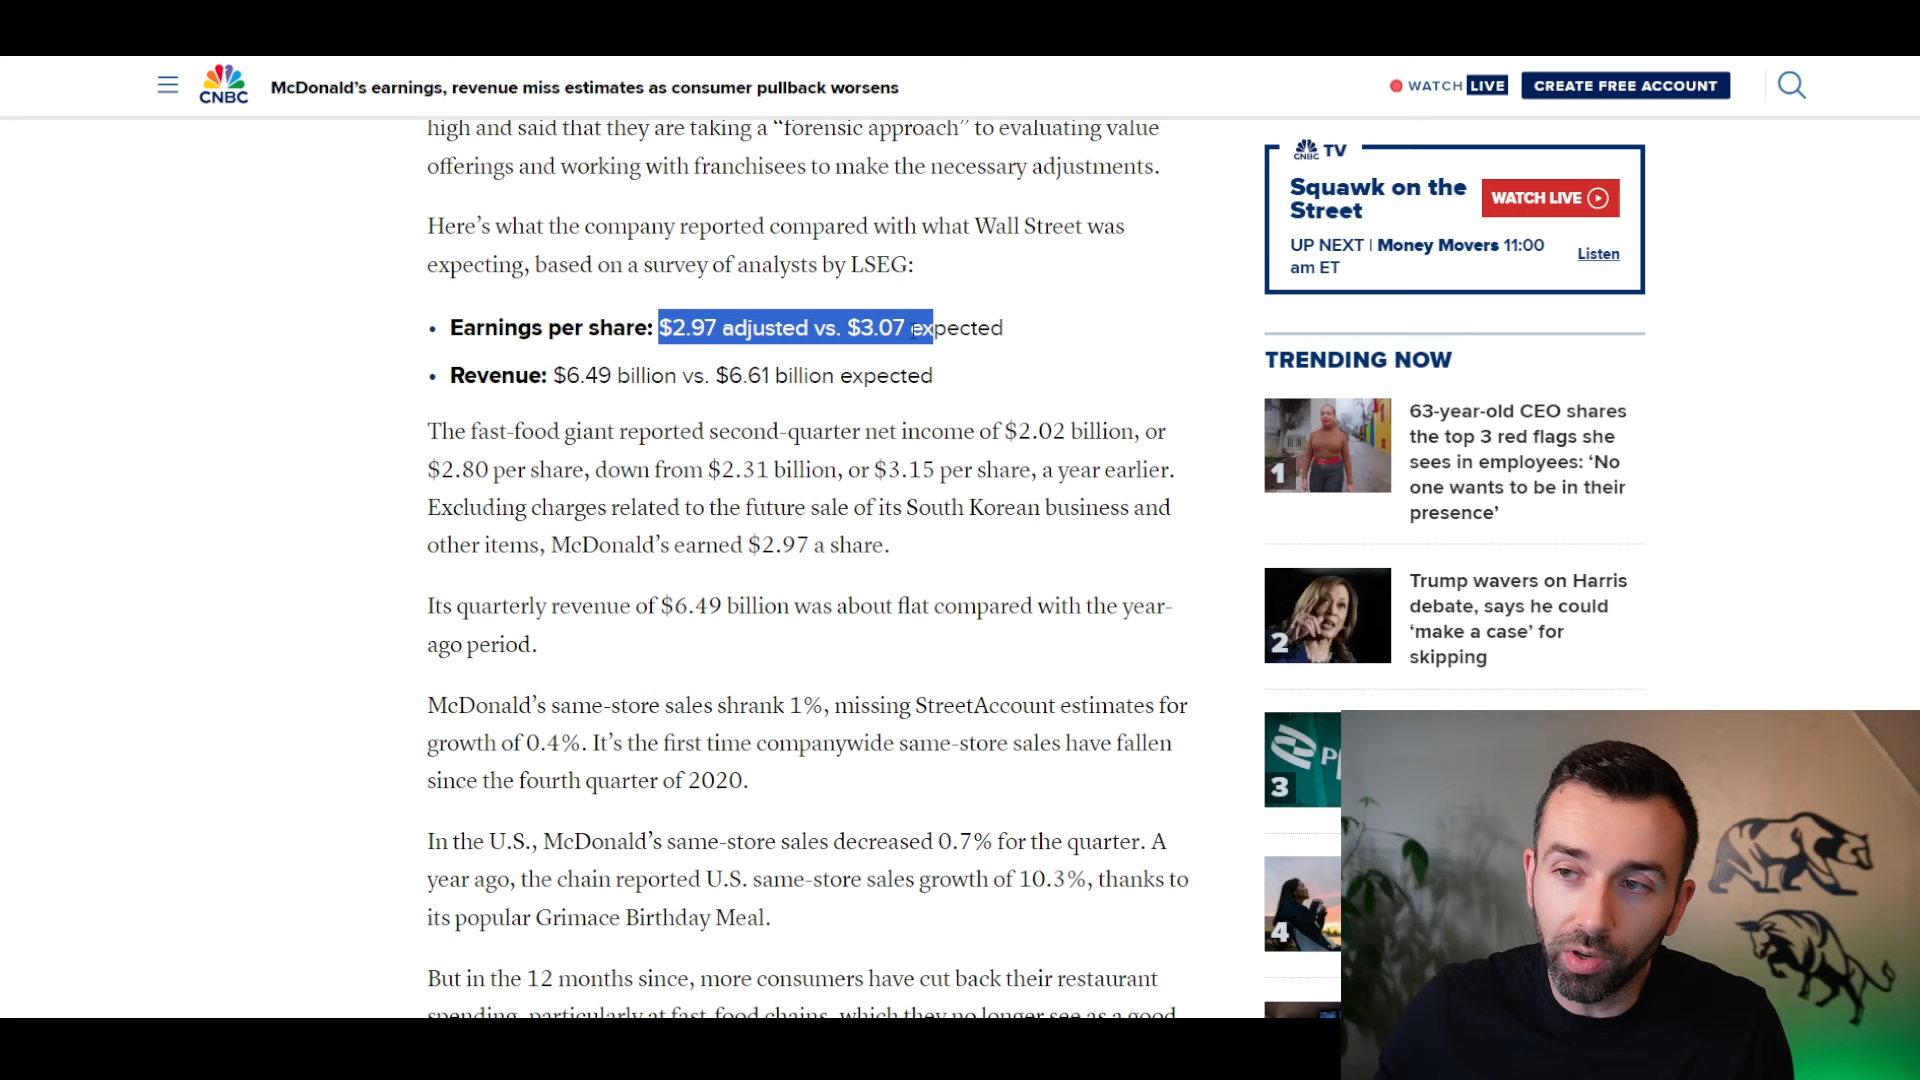 CNBC
McDonald's earnings, revenue miss estimates as consumer pullback worsens
WATCH LIVE
CREATE FREE ACCOUNT
high and said that they are taking a “forensic approach” to evaluating value
offerings and working with franchisees to make the necessary adjustments.
Here’s what the company reported compared with what Wall Street was
expecting, based on a survey of analysts by LSEG:
• Earnings per share: $2.97 adjusted vs. $3.07 expected
• Revenue: $6.49 billion vs. $6.61 billion expected
The fast-food giant reported second-quarter net income of $2.02 billion, or
$2.80 per share, down from $2.31 billion, or $3.15 per share, a year earlier.
Excluding charges related to the future sale of its South Korean business and
other items, McDonald’s earned $2.97 a share.
Its quarterly revenue of $6.49 billion was about flat compared with the year-
ago period.
McDonald’s same-store sales shrank 1%, missing StreetAccount estimates for
growth of 0.4%. It’s the first time companywide same-store sales have fallen
since the fourth quarter of 2020.
In the U.S., McDonald’s same-store sales decreased 0.7% for the quarter. A
year ago, the chain reported U.S. same-store sales growth of 10.3%, thanks to
its popular Grimace Birthday Meal.
But in the 12 months since, more consumers have cut back their restaurant
spending, particularly at fast-food chains, which they no longer see as a good
CNBC TV
Squawk on the
Street
WATCH LIVE
UP NEXT | Money Movers 11:00
am ET
Listen
TRENDING NOW
1
63-year-old CEO shares
the top 3 red flags she
sees in employees: ‘No
one wants to be in their
presence’
2
Trump wavers on Harris
debate, says he could
‘make a case’ for
skipping
3
4